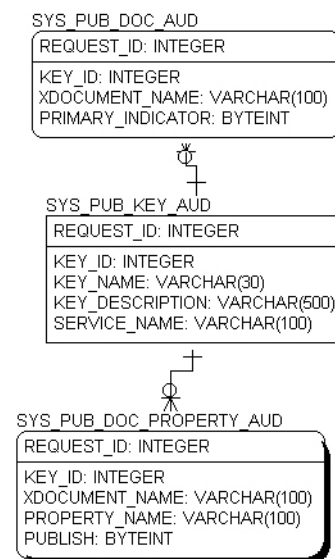 SYS_PUB_DOC_AUD
REQUEST_ID: INTEGER
KEY_ID: INTEGER
XDOCUMENT_NAME: VARCHAR(100)
PRIMARY_INDICATOR: BYTEINT
SYS_PUB_KEY_AUD
REQUEST_ID: INTEGER
KEY_ID: INTEGER
KEY_NAME: VARCHAR(30)
KEY_DESCRIPTION: VARCHAR(500)
SERVICE_NAME: VARCHAR(100)
SYS_PUB_DOC_PROPERTY_AUD
REQUEST_ID: INTEGER
KEY_ID: INTEGER
XDOCUMENT_NAME: VARCHAR(100)
PROPERTY_NAME: VARCHAR(100)
PUBLISH: BYTEINT